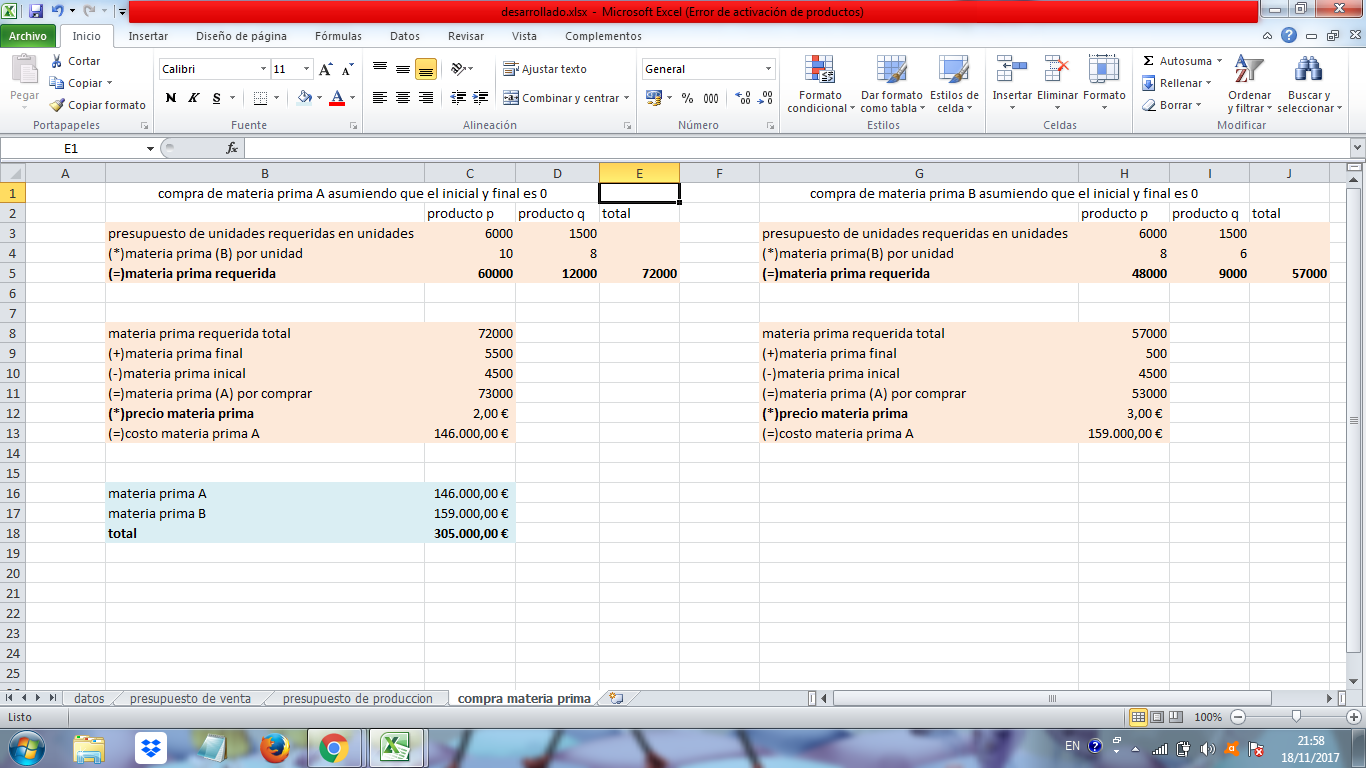 desarrollado.xlsx - Microsoft Excel (Error de activación de productos)
Archivo Inicio Insertar Diseño de página Fórmulas Datos Revisar Vista Complementos
Pegar
Cortar
Copiar
Copiar formato
Portapapeles
Calibri 11
N K S
Fuente
Ajustar texto
Combinar y centrar
Alineación
General
% 000
Número
Formato condicional
Dar formato como tabla
Estilos de celda
Estilos
Insertar Eliminar Formato
Celdas
Autosuma
Rellenar
Borrar
Ordenar y filtrar
Buscar y seleccionar
Modificar
E1 fx
A B C D E F G H I J
1 compra de materia prima A asumiendo que el inicial y final es 0 compra de materia prima B asumiendo que el inicial y final es 0
2 producto p producto q total producto p producto q total
3 presupuesto de unidades requeridas en unidades 6000 1500 presupuesto de unidades requeridas en unidades 6000 1500
4 (*)materia prima (B) por unidad 10 8 (*)materia prima(B) por unidad 8 6
5 (=)materia prima requerida 60000 12000 72000 (=)materia prima requerida 48000 9000 57000
6
7
8 materia prima requerida total 72000 materia prima requerida total 57000
9 (+)materia prima final 5500 (+)materia prima final 500
10 (-)materia prima inical 4500 (-)materia prima inical 4500
11 (=)materia prima (A) por comprar 73000 (=)materia prima (A) por comprar 53000
12 (*)precio materia prima 2,00 € (*)precio materia prima 3,00 €
13 (=)costo materia prima A 146.000,00 € (=)costo materia prima A 159.000,00 €
14
15
16 materia prima A 146.000,00 €
17 materia prima B 159.000,00 €
18 total 305.000,00 €
19
20
21
22
23
24
25
datos presupuesto de venta presupuesto de produccion compra materia prima
Listo 100%
EN 21:58
18/11/2017